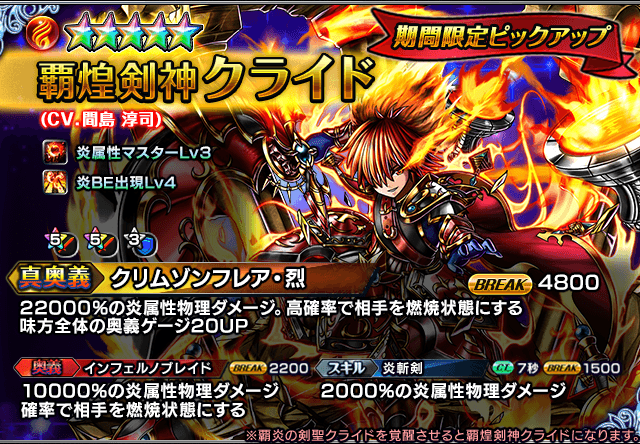 期間限定ピックアップ
覇煌剣神クライド
(CV.間島 淳司)
炎属性マスターLv3
炎BE出現Lv4
5 5 3
真奥義 クリムゾンフレア・烈 BREAK 4800
22000%の炎属性物理ダメージ。高確率で相手を燃焼状態にする
味方全体の奥義ゲージ20UP
奥義 インフェルノブレイド BREAK 2200
10000%の炎属性物理ダメージ
確率で相手を燃焼状態にする
スキル 炎斬剣 C.T. 7秒 BREAK 1500
2000%の炎属性物理ダメージ
※覇炎の剣聖クライドを覚醒させると覇煌剣神クライドになります。